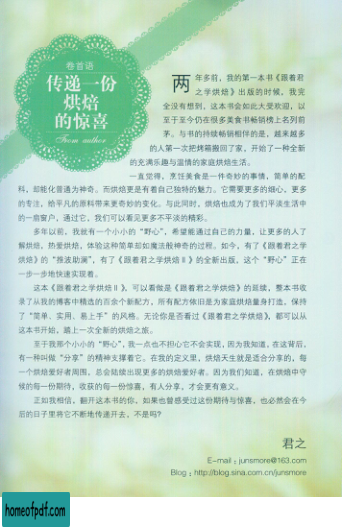 卷首语
传递一份
烘焙
的惊喜
From author
两年多前，我的第一本书《跟着君
之学烘焙》出版的时候，我完
全没有想到，这本书会如此大受欢迎，以
至于至今仍在很多美食书畅销榜上名列前
茅。与书的持续畅销相伴的是，越来越多
的人第一次把烤箱搬回了家，开始了一种全新
的充满乐趣与温情的家庭烘焙生活。
一直觉得，烹饪美食是一件奇妙的事情，简单的配
料，却能化普通为神奇。而烘焙更是有着自己独特的魅力。它需要更多的细心，更多
的专注，给平凡的原料带来更奇妙的变化。与此同时，烘焙也成为了我们平淡生活中
的一扇窗户，通过它，我们可以看见更多不平淡的精彩。
多年以前，我就有一个小小的“野心”，希望能通过自己的力量，让更多的人了
解烘焙，热爱烘焙，体验这种简单却如魔法般神奇的过程。如今，有了《跟着君之学
烘焙》的“推波助澜”，有了《跟着君之学烘焙Ⅱ》的全新出版，这个“野心”正在
一步一步地快速实现着。
这本《跟着君之学烘焙Ⅱ》，可以看做是《跟着君之学烘焙》的延续，整本书收
录了从我的博客中精选的百余个新配方，所有配方依旧是为家庭烘焙量身打造，保持
了“简单、实用、易上手”的风格。无论你是否看过《跟着君之学烘焙》，都可以从
这本书开始，踏上一次全新的烘焙之旅。
至于我那个小小的“野心”，我一点也不担心它不会实现，因为我知道，在这背后，
有一种叫做“分享”的精神支撑着它。在我的定义里，烘焙天生就是适合分享的，每
一个烘焙爱好者周围，总会陆续出现更多的烘焙爱好者。因为我们知道，在烘焙中守
候的每一份期待，收获的每一份惊喜，有人分享，才会更有意义。
正如我相信，翻开这本书的你，如果也曾感受过这份期待与惊喜，也必然会在今
后的日子里将它不断地传递开去，不是吗？
君之
E-mail：junsmore@163.com
Blog：http://blog.sina.com.cn/junsmore
homeofpdf.com